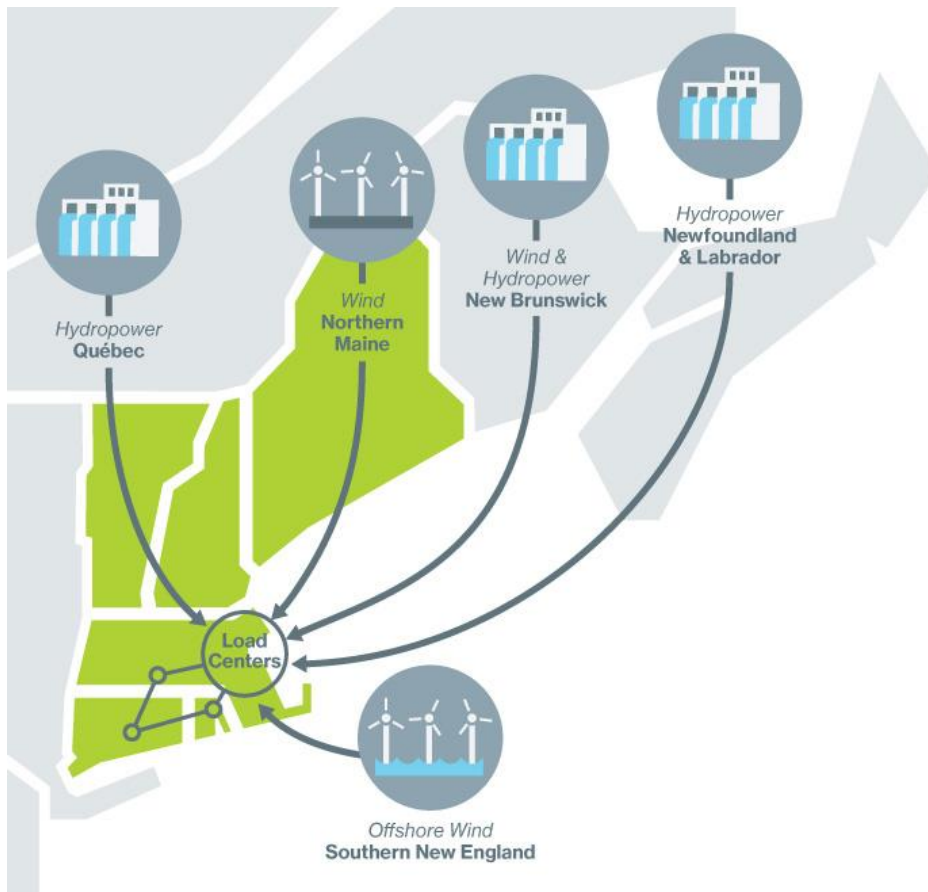 Hydropower
Newfoundland
& Labrador
Wind &
Hydropower
New Brunswick
Wind
Northern
Maine
Hydropower
Québec
Load
Centers
Offshore Wind
Southern New England